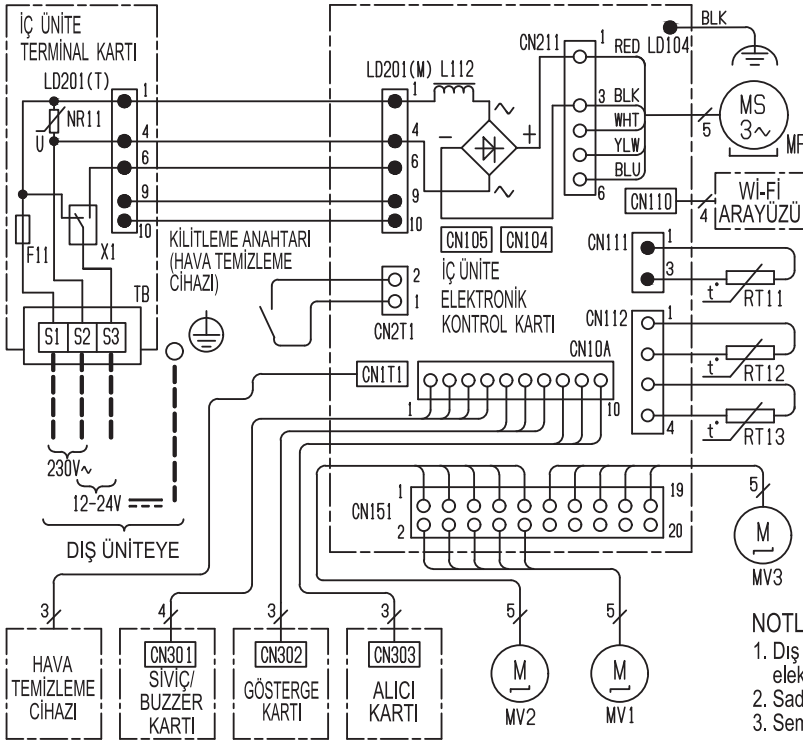 İÇ ÜNİTE
TERMİNAL KARTI
LD201(T)
1
NR11
U
4
6
9
10
F11
X1
TB
S1 S2 S3
230V~
12-24V
DIŞ ÜNİTEYE
KİLİTLEME ANAHTARI
(HAVA TEMİZLEME
CİHAZI)
LD201(M)
L112
1
4
6
9
10
~
~
-
+
CN211
1
RED
3
BLK
WHT
YLW
BLU
6
LD104
BLK
5
MS
3~
MF
CN110
4
Wİ-Fİ
ARAYÜZÜ
CN105
CN104
İÇ ÜNİTE
ELEKTRONİK
KONTROL KARTI
CN2T1
2
1
CN111
1
3
t°
RT11
CN112
1
4
t°
RT12
t°
RT13
CN1T1
CN10A
1
10
CN151
1
2
19
20
5
M
MV3
3
HAVA
TEMİZLEME
CİHAZI
4
CN301
SİVİÇ/
BUZZER
KARTI
3
CN302
GÖSTERGE
KARTI
3
CN303
ALICI
KARTI
5
M
MV2
5
M
MV1
NOTL
1. Dış
elek
2. Sad
3. Sem